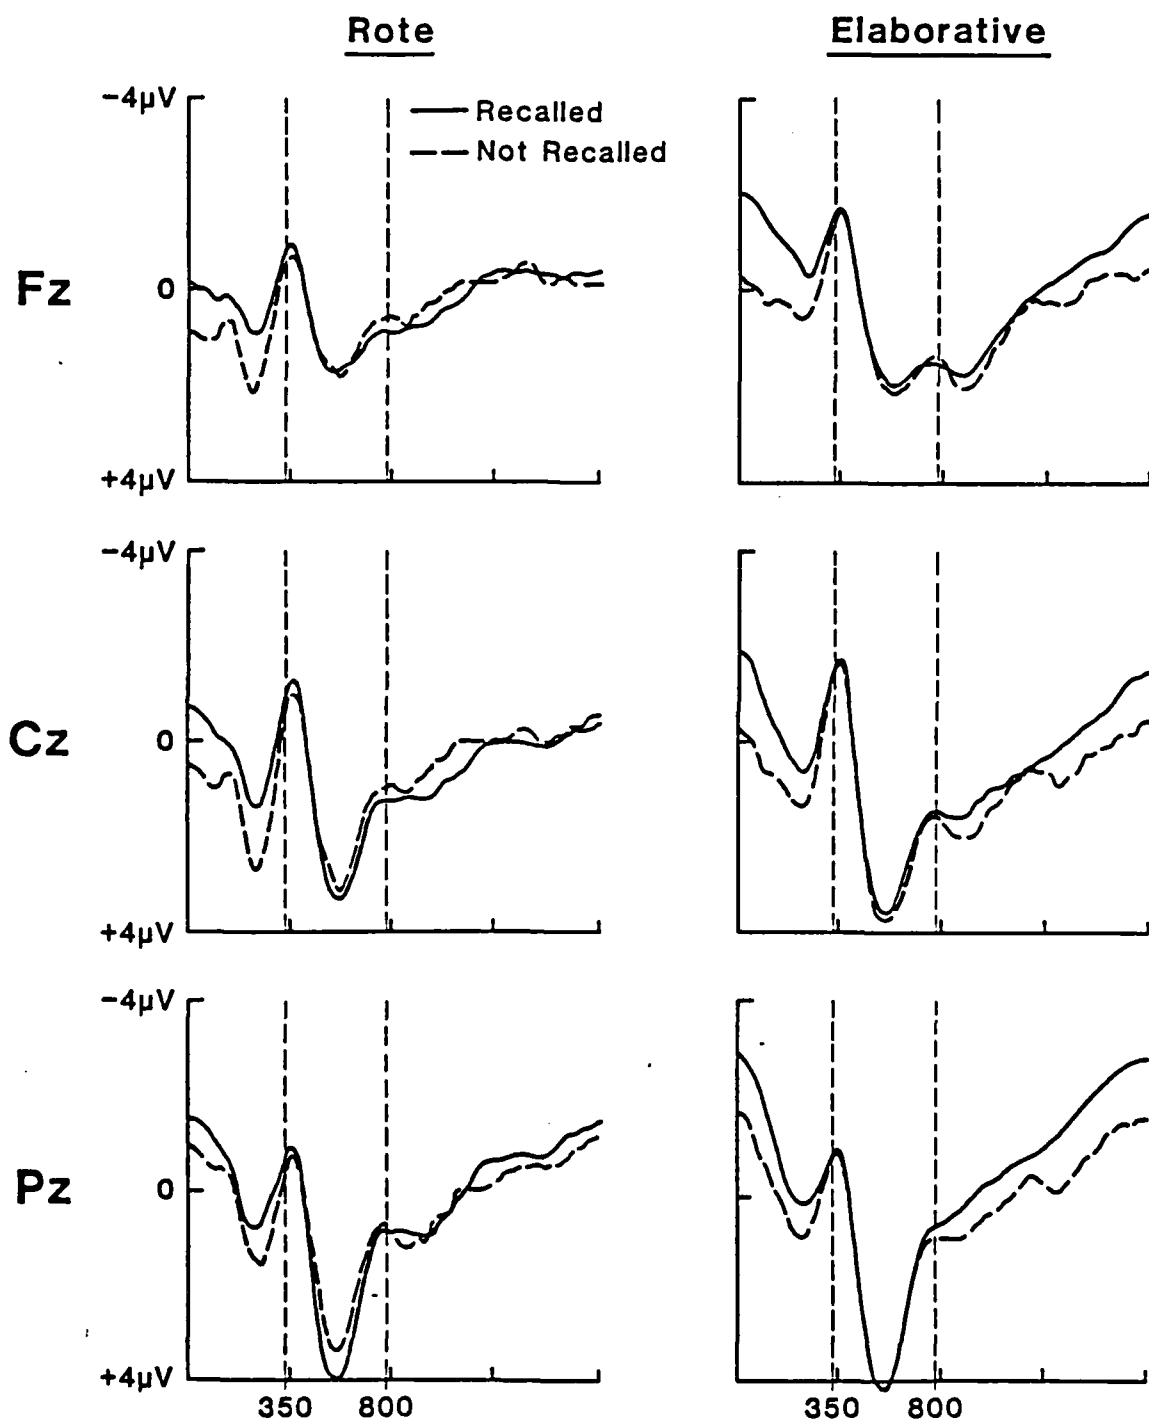 Rote Elaborative
-4µV
Recalled
Not Recalled
Fz 0
+4µV
-4µV
Cz 0
+4µV
-4µV
Pz 0
+4µV
350 800 350 800